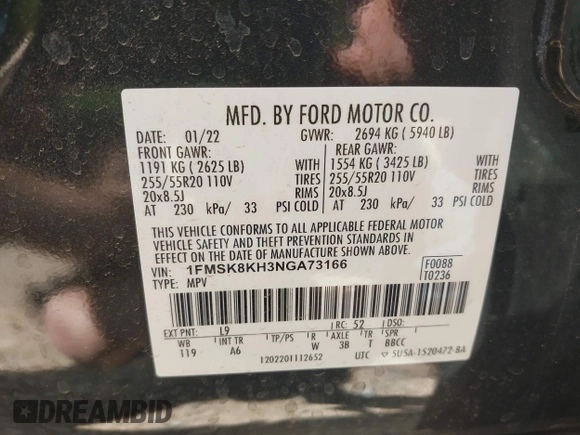 MFD. BY FORD MOTOR CO.
DATE: 01/22 GVWR: 2694 KG ( 5940 LB)
FRONT GAWR: REAR GAWR:
1191 KG ( 2625 LB) WITH 1554 KG ( 3425 LB) WITH
255/55R20 110V TIRES 255/55R20 110V TIRES
20x8.5J RIMS 20x8.5J RIMS
AT 230 kPa/ 33 PSI COLD AT 230 kPa/ 33 PSI COLD
THIS VEHICLE CONFORMS TO ALL APPLICABLE FEDERAL MOTOR
VEHICLE SAFETY AND THEFT PREVENTION STANDARDS IN
EFFECT ON THE DATE OF MANUFACTURE SHOWN ABOVE.
VIN: 1FMSK8KH3NGA73166 F0088
TYPE: MPV T0236
EXT PNT: L9 RC: 52 DSO:
WB INT TR TP/PS R AXLE TR SPR
119 A6 W 3B T BBCC
1202201112652 UTC 5USA-1520472-BA
DREAMBID